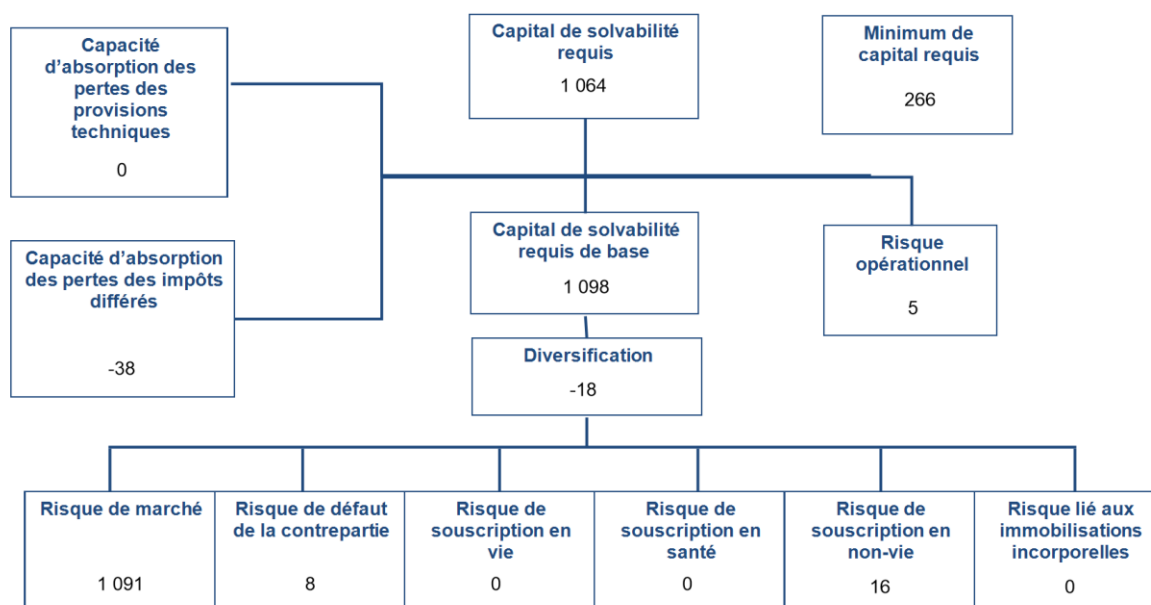 Capacité
d'absorption des
pertes des
provisions
techniques
0
Capital de solvabilité
requis
1 064
Minimum de
capital requis
266
Capacité d'absorption
des pertes des impôts
différés
-38
Capital de solvabilité
requis de base
1 098
Risque
opérationnel
5
Diversification
-18
Risque de marché
1 091
Risque de défaut
de la contrepartie
8
Risque de
souscription en
vie
0
Risque de
souscription en
santé
0
Risque de
souscription en
non-vie
16
Risque lié aux
immobilisations
incorporelles
0